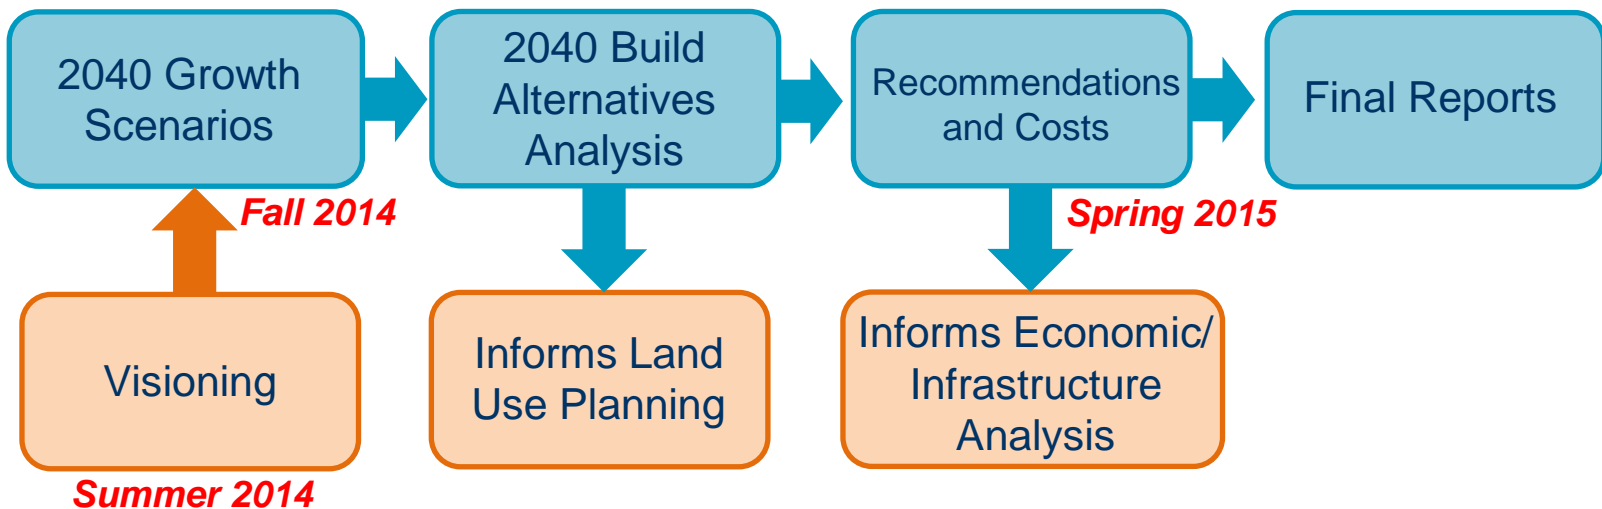 2040 Growth
Scenarios
2040 Build
Alternatives
Analysis
Recommendations
and Costs
Final Reports
Fall 2014
Spring 2015
Visioning
Informs Land
Use Planning
Informs Economic/
Infrastructure
Analysis
Summer 2014